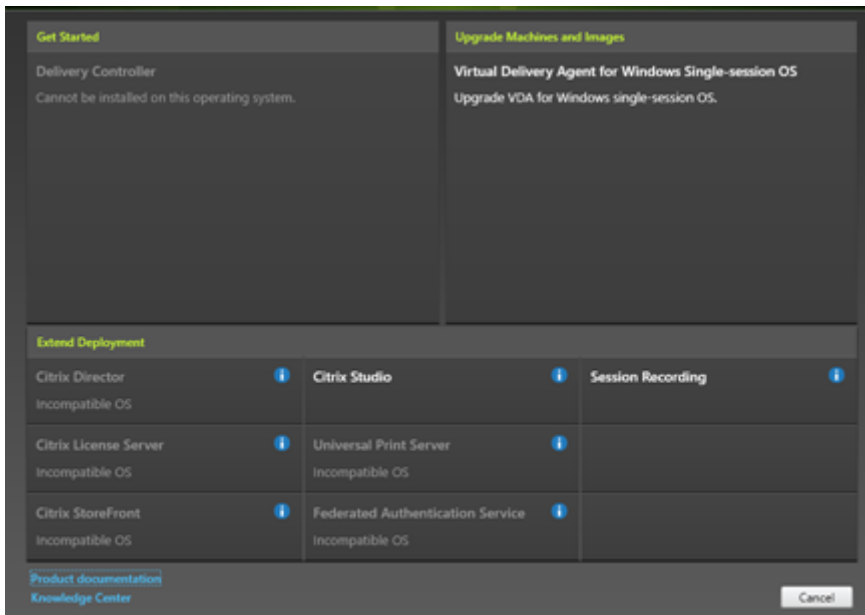 Get Started
Delivery Controller
Cannot be installed on this operating system.
Upgrade Machines and Images
Virtual Delivery Agent for Windows Single-session OS
Upgrade VDA for Windows single-session OS.
Extend Deployment
Citrix Director
Incompatible OS
Citrix Studio
Session Recording
Citrix License Server
Incompatible OS
Universal Print Server
Incompatible OS
Citrix StoreFront
Incompatible OS
Federated Authentication Service
Incompatible OS
Product documentation
Knowledge Center
Cancel